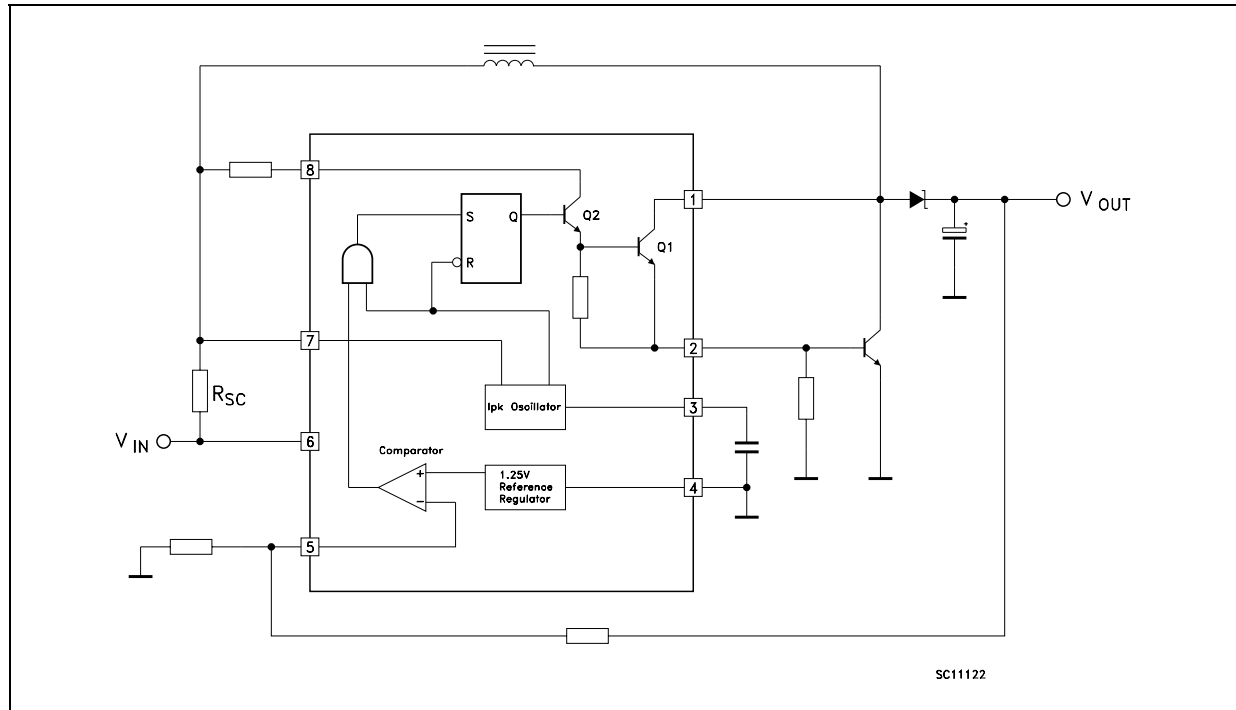 8
S
Q
Q2
1
V OUT
+
Q1
R
7
2
RSC
Ipk Oscillator
3
VIN
6
Comparator
+
1.25V
Reference
Regulator
4
−
5
SC11122